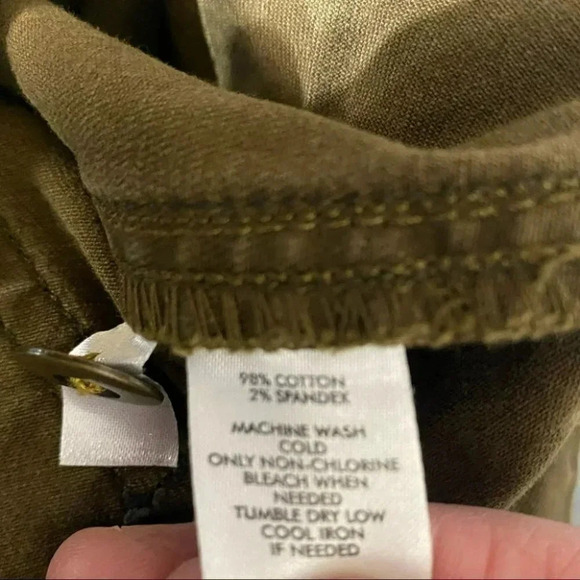 98% COTTON
2% SPANDEX
MACHINE WASH
COLD
ONLY NON-CHLORINE
BLEACH WHEN
NEEDED
TUMBLE DRY LOW
COOL IRON
IF NEEDED